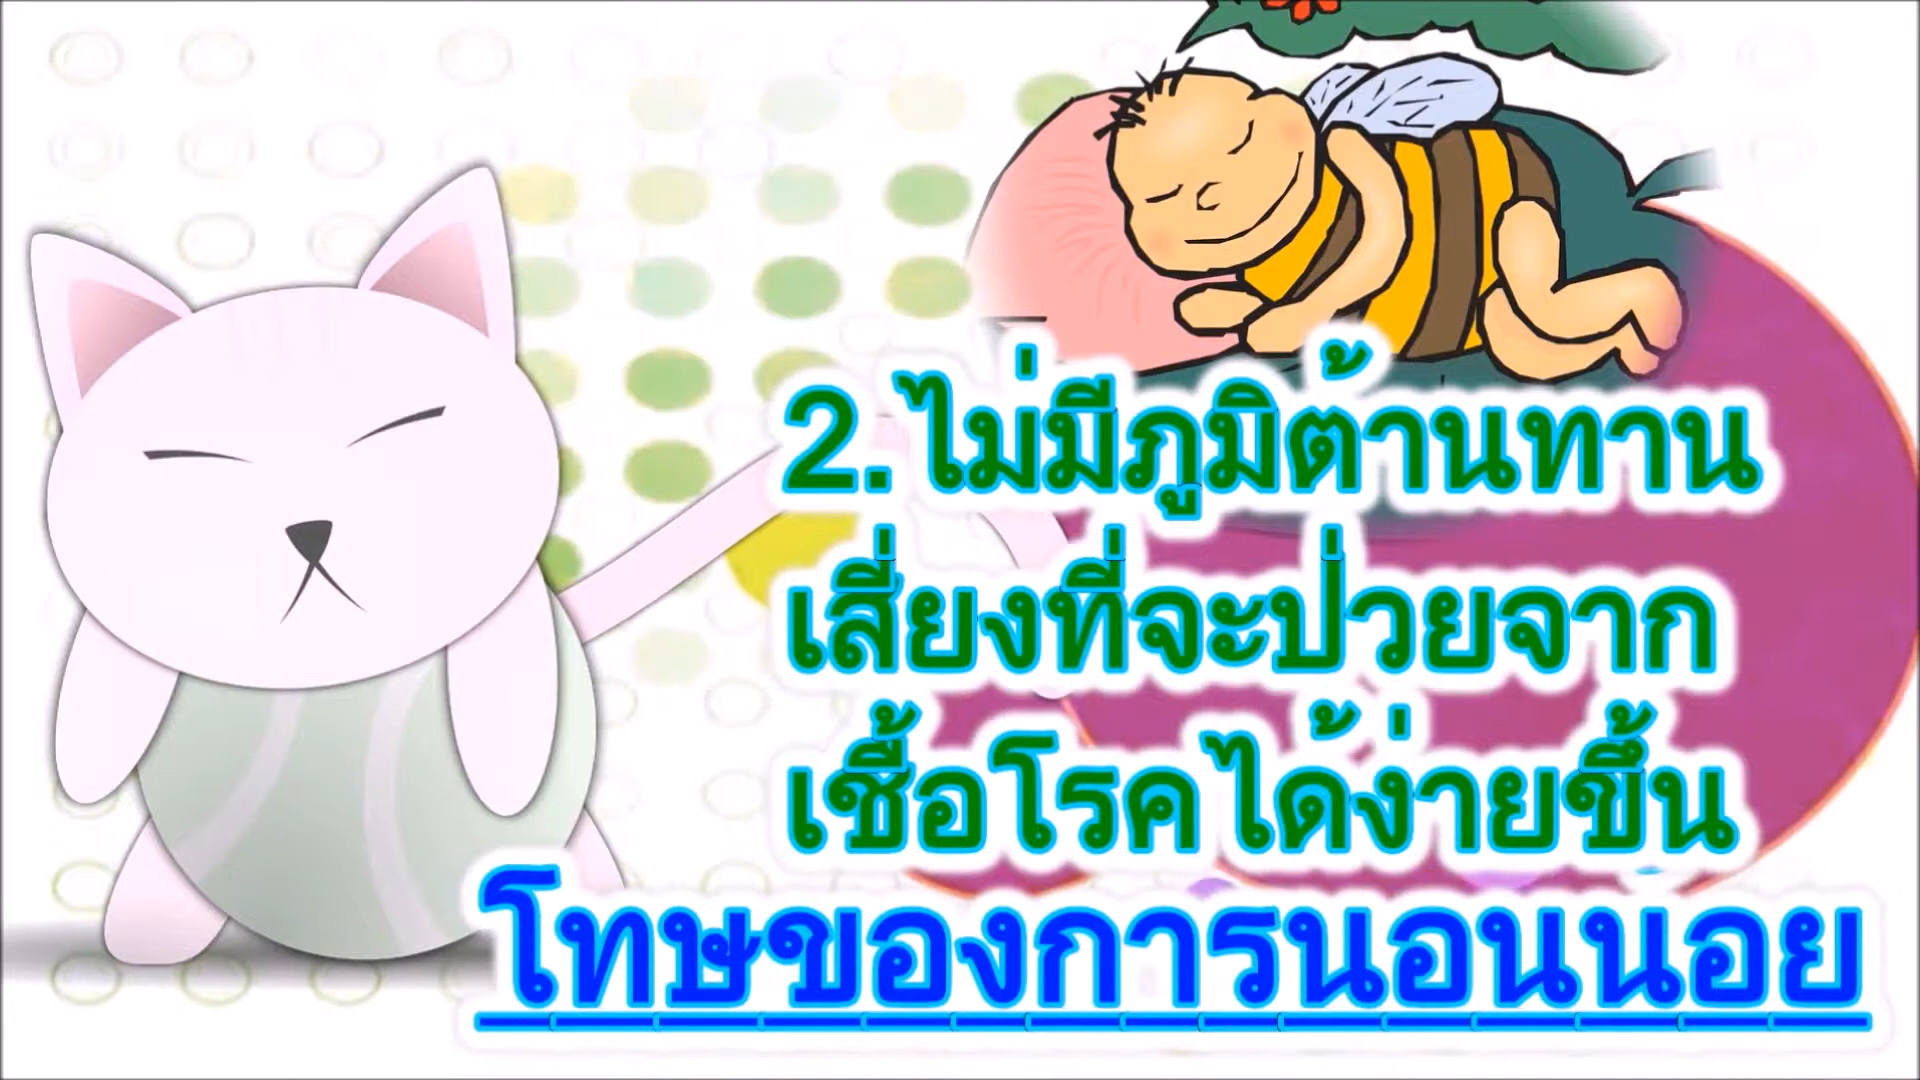 2. ไม่มีภูมิต้านทาน
เสี่ยงที่จะป่วยจาก
เชื้อโรคได้ง่ายขึ้น
โทษของการนอนน้อย